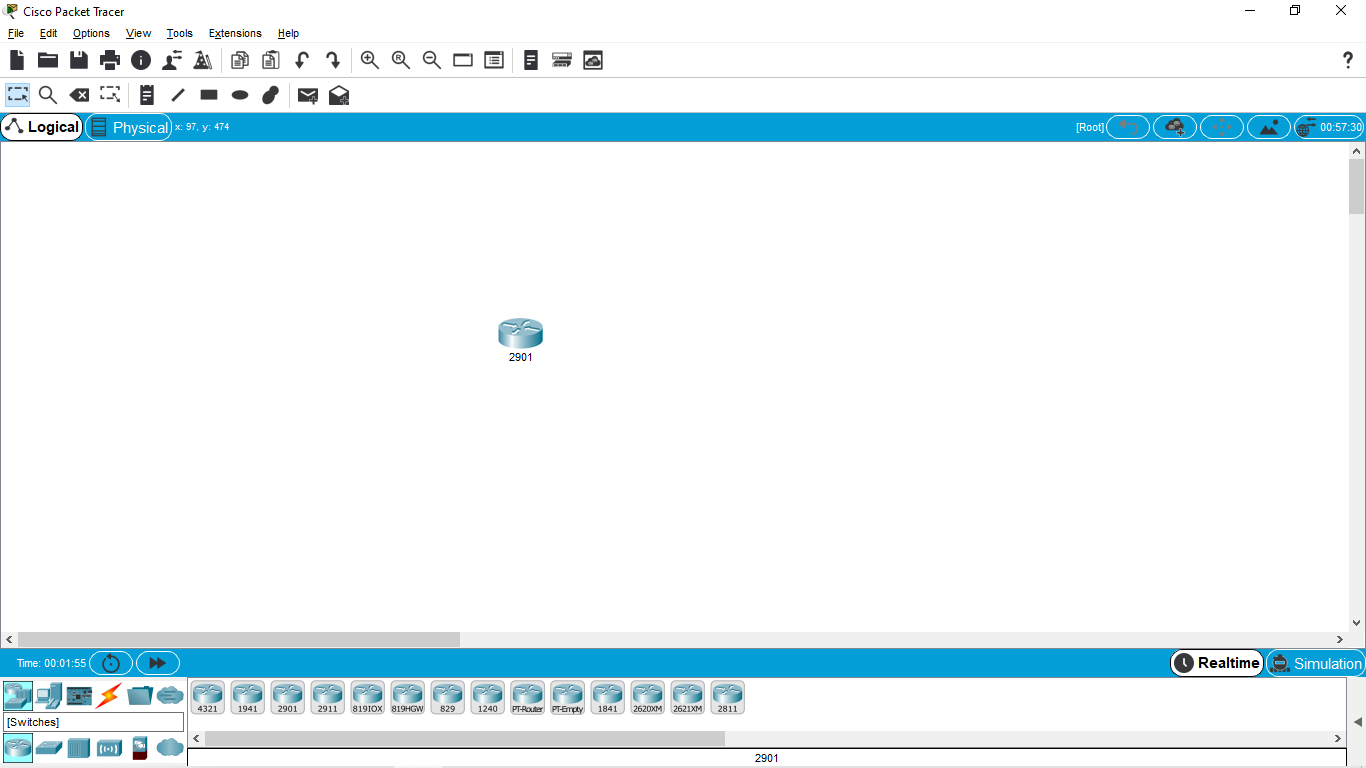 Cisco Packet Tracer
File Edit Options View Tools Extensions Help
?
Logical Physical x: 97, y: 474 [Root] 00:57:30
2901
Time: 00:01:55 Realtime Simulation
4321 1941 2901 2911 819IOX 819HGW 829 1240 PT-Router PT-Empty 1841 2620XM 2621XM 2811
[Switches]
2901